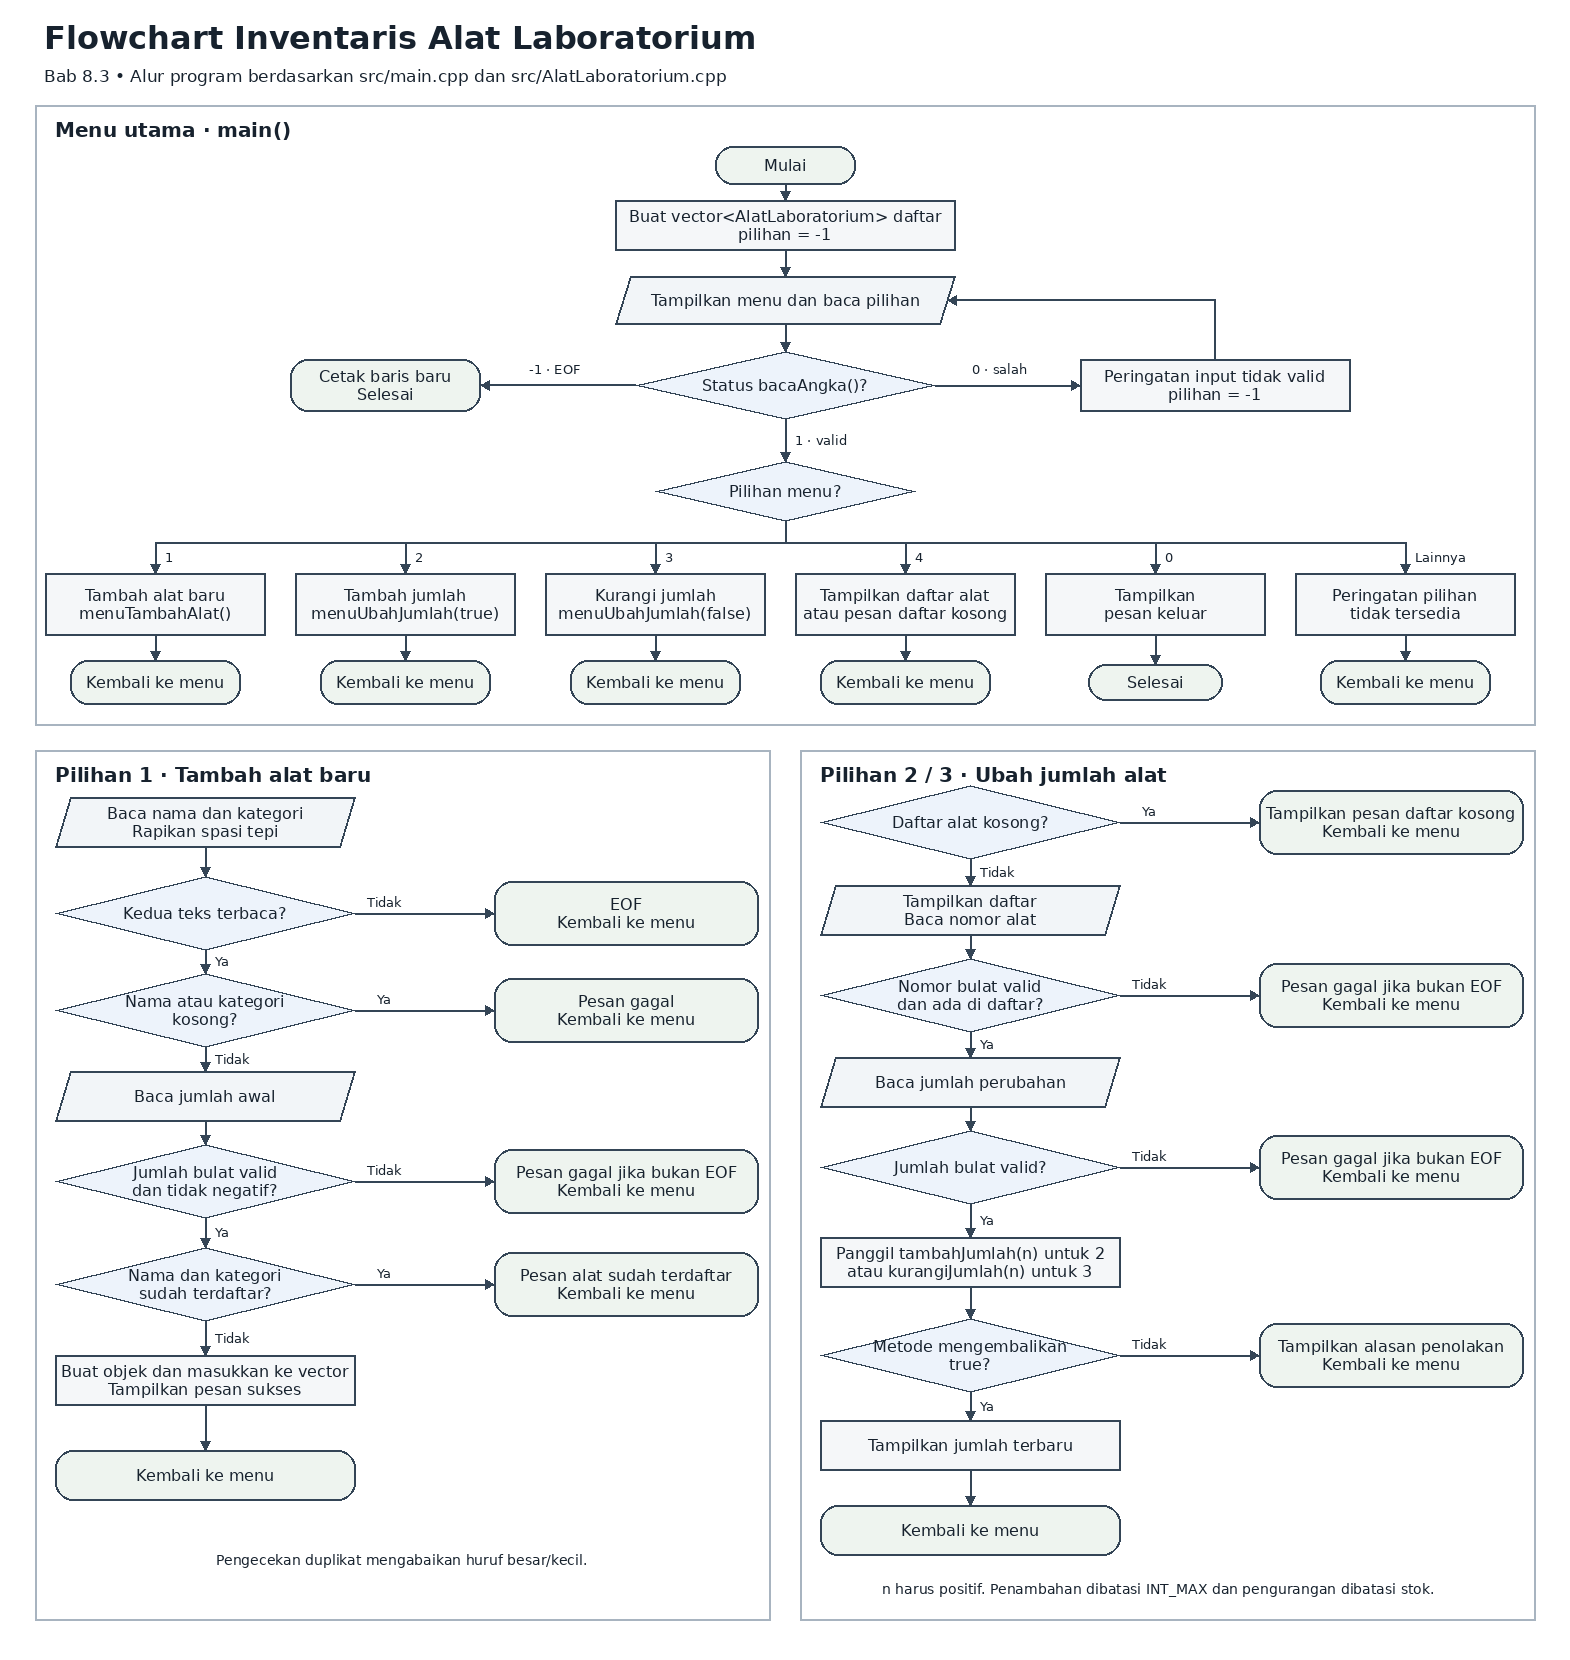 Flowchart Inventaris Alat Laboratorium
Bab 8.3 • Alur program berdasarkan src/main.cpp dan src/AlatLaboratorium.cpp
Menu utama · main()
Mulai
Buat vector<AlatLaboratorium> daftar
pilihan = -1
Tampilkan menu dan baca pilihan
Status bacaAngka()?
-1 · EOF
Cetak baris baru
Selesai
0 · salah
Peringatan input tidak valid
pilihan = -1
1 · valid
Pilihan menu?
1
2
3
4
0
Lainnya
Tambah alat baru
menuTambahAlat()
Tambah jumlah
menuUbahJumlah(true)
Kurangi jumlah
menuUbahJumlah(false)
Tampilkan daftar alat
atau pesan daftar kosong
Tampilkan
pesan keluar
Peringatan pilihan
tidak tersedia
Kembali ke menu
Kembali ke menu
Kembali ke menu
Kembali ke menu
Selesai
Kembali ke menu
Pilihan 1 · Tambah alat baru
Baca nama dan kategori
Rapikan spasi tepi
Kedua teks terbaca?
Tidak
EOF
Kembali ke menu
Ya
Nama atau kategori
kosong?
Ya
Pesan gagal
Kembali ke menu
Tidak
Baca jumlah awal
Jumlah bulat valid
dan tidak negatif?
Tidak
Pesan gagal jika bukan EOF
Kembali ke menu
Ya
Nama dan kategori
sudah terdaftar?
Ya
Pesan alat sudah terdaftar
Kembali ke menu
Tidak
Buat objek dan masukkan ke vector
Tampilkan pesan sukses
Kembali ke menu
Pengecekan duplikat mengabaikan huruf besar/kecil.
Pilihan 2 / 3 · Ubah jumlah alat
Daftar alat kosong?
Ya
Tampilkan pesan daftar kosong
Kembali ke menu
Tidak
Tampilkan daftar
Baca nomor alat
Nomor bulat valid
dan ada di daftar?
Tidak
Pesan gagal jika bukan EOF
Kembali ke menu
Ya
Baca jumlah perubahan
Jumlah bulat valid?
Tidak
Pesan gagal jika bukan EOF
Kembali ke menu
Ya
Panggil tambahJumlah(n) untuk 2
atau kurangiJumlah(n) untuk 3
Metode mengembalikan
true?
Tidak
Tampilkan alasan penolakan
Kembali ke menu
Ya
Tampilkan jumlah terbaru
Kembali ke menu
n harus positif. Penambahan dibatasi INT_MAX dan pengurangan dibatasi stok.